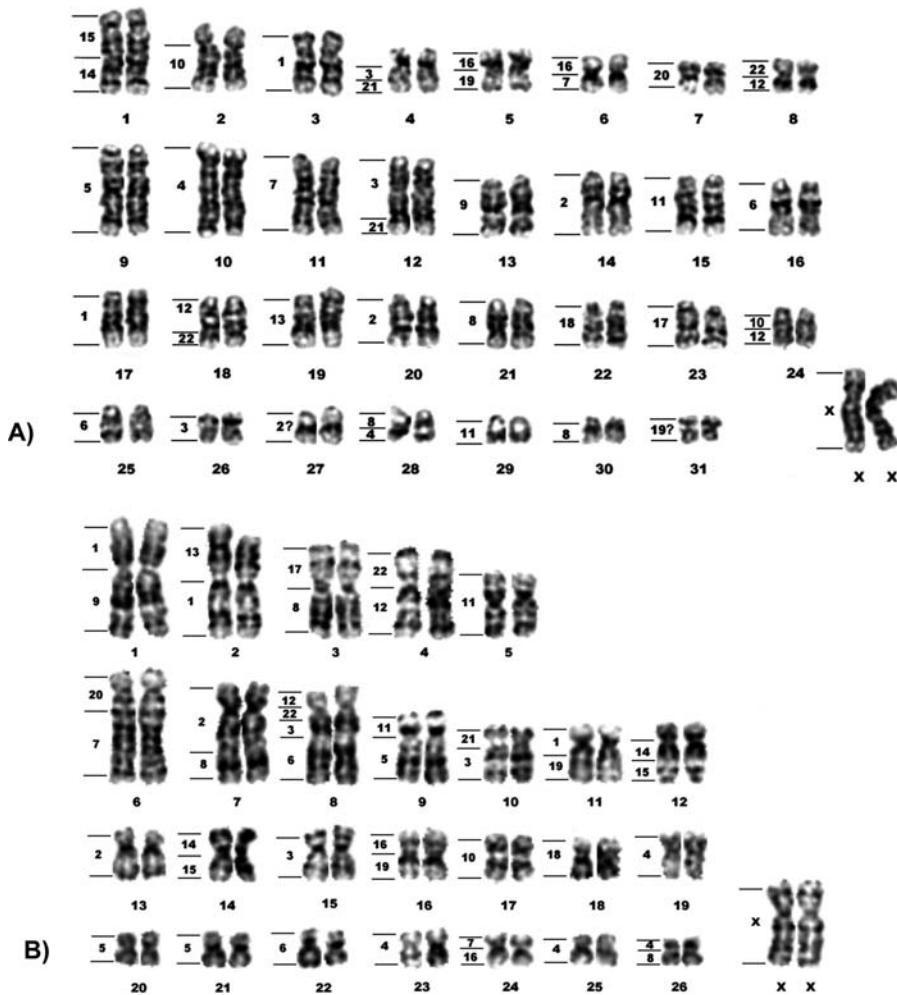 15 10 1 16 16 20 22
14 3 19 7 12
21
1 2 3 4 5 6 7 8
5 4 7 3 9 2 11 6
21
9 10 11 12 13 14 15 16
1 12 13 2 8 18 17 10
22 12
17 18 19 20 21 22 23 24
X
A) 6 3 2? 8 11 8 19?
4
25 26 27 28 29 30 31 X X
1 13 17 22 11
9 1 8 12
1 2 3 4 5
20 2 12 11 21 1 14
7 8 22 5 3 19 15
3
6
6 7 8 9 10 11 12
2 14 3 16 10 18 4
15 19
13 14 15 16 17 18 19
X
B) 5 5 6 4 7 4 4
16 8
20 21 22 23 24 25 26 X X